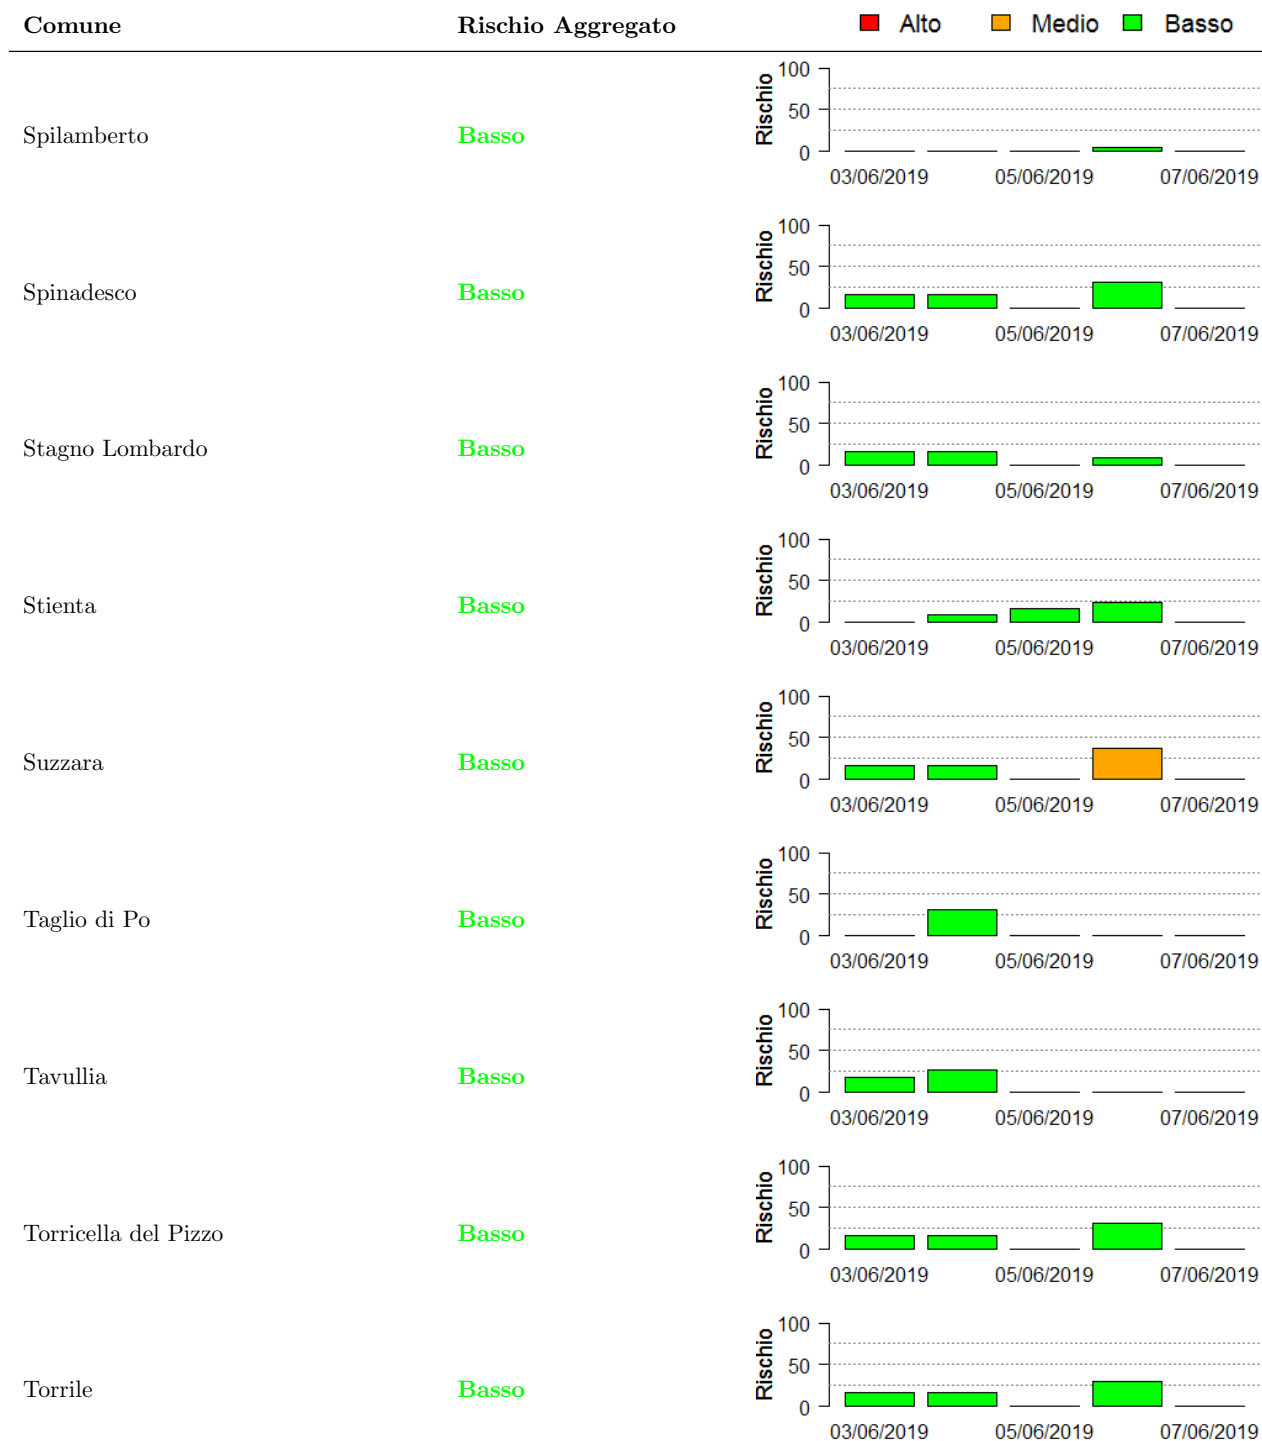 Comune Rischio Aggregato Alto Medio Basso
Spilamberto Basso Rischio 100 50 0
03/06/2019 05/06/2019 07/06/2019
Spinadesco Basso Rischio 100 50 0
03/06/2019 05/06/2019 07/06/2019
Stagno Lombardo Basso Rischio 100 50 0
03/06/2019 05/06/2019 07/06/2019
Stienta Basso Rischio 100 50 0
03/06/2019 05/06/2019 07/06/2019
Suzzara Basso Rischio 100 50 0
03/06/2019 05/06/2019 07/06/2019
Taglio di Po Basso Rischio 100 50 0
03/06/2019 05/06/2019 07/06/2019
Tavullia Basso Rischio 100 50 0
03/06/2019 05/06/2019 07/06/2019
Torricella del Pizzo Basso Rischio 100 50 0
03/06/2019 05/06/2019 07/06/2019
Torrile Basso Rischio 100 50 0
03/06/2019 05/06/2019 07/06/2019